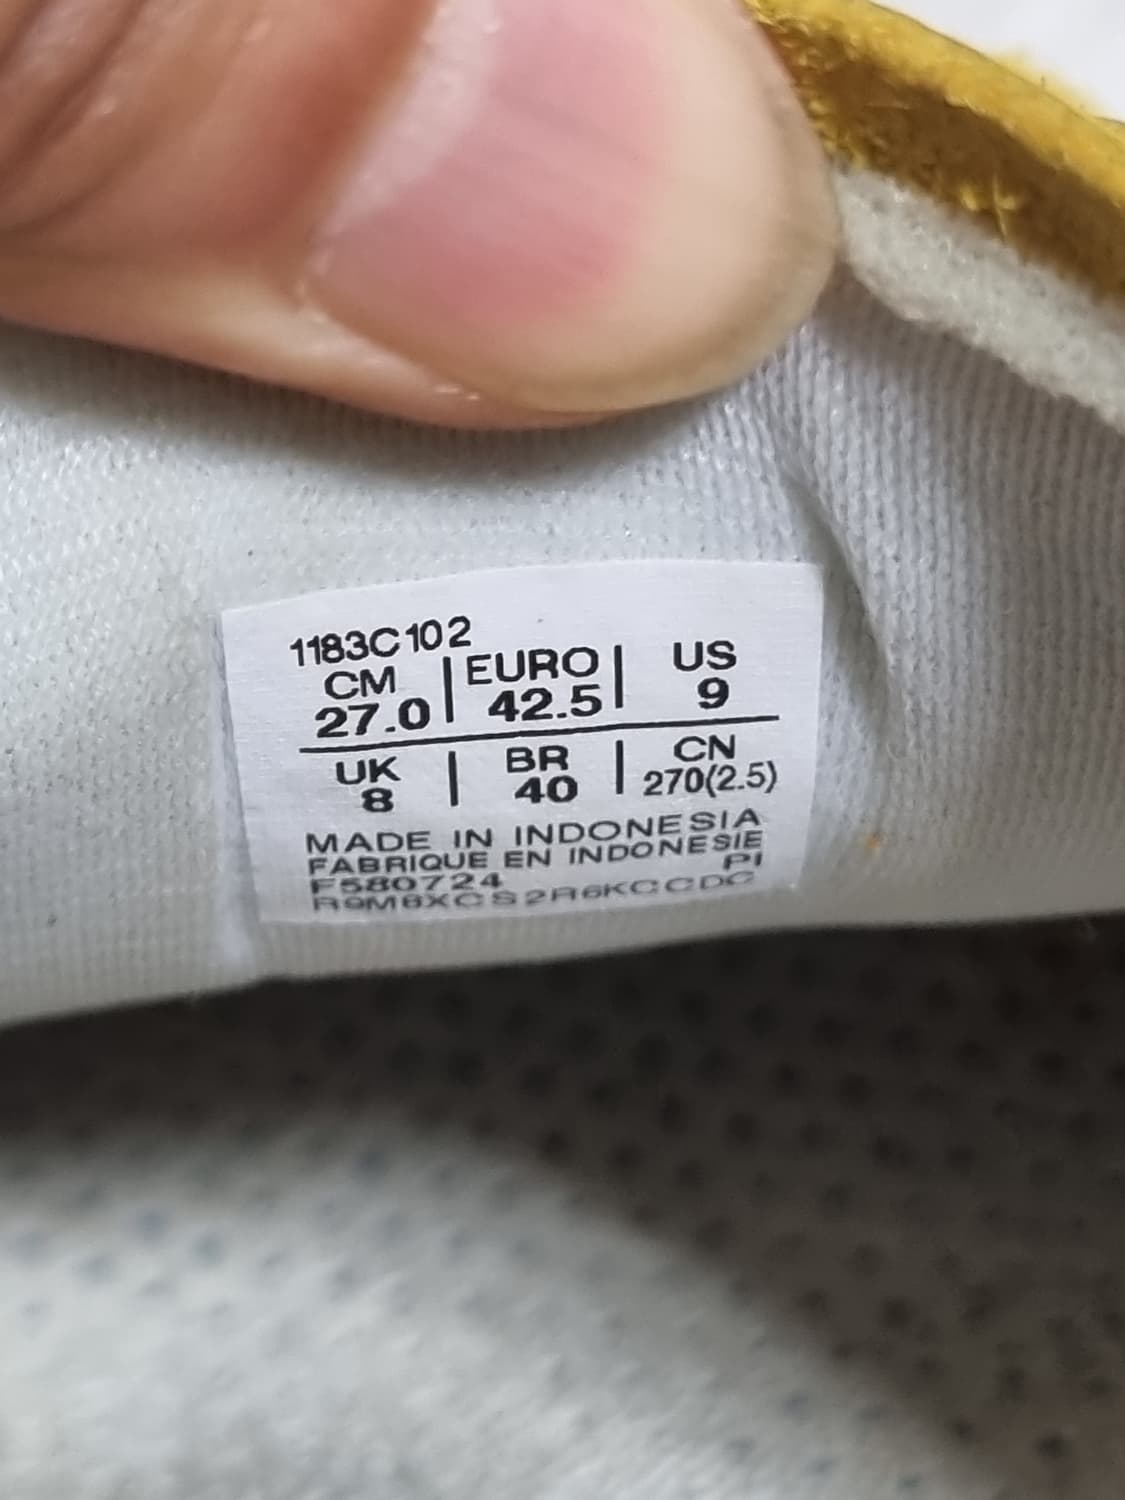 1183C102
CM | EURO | US
27.0 | 42.5 | 9
UK | BR | CN
8 | 40 | 270(2.5)
MADE IN INDONESIA
FABRIQUE EN INDONESIE
PI
F580724
R9M8XCS2R6KCCDC